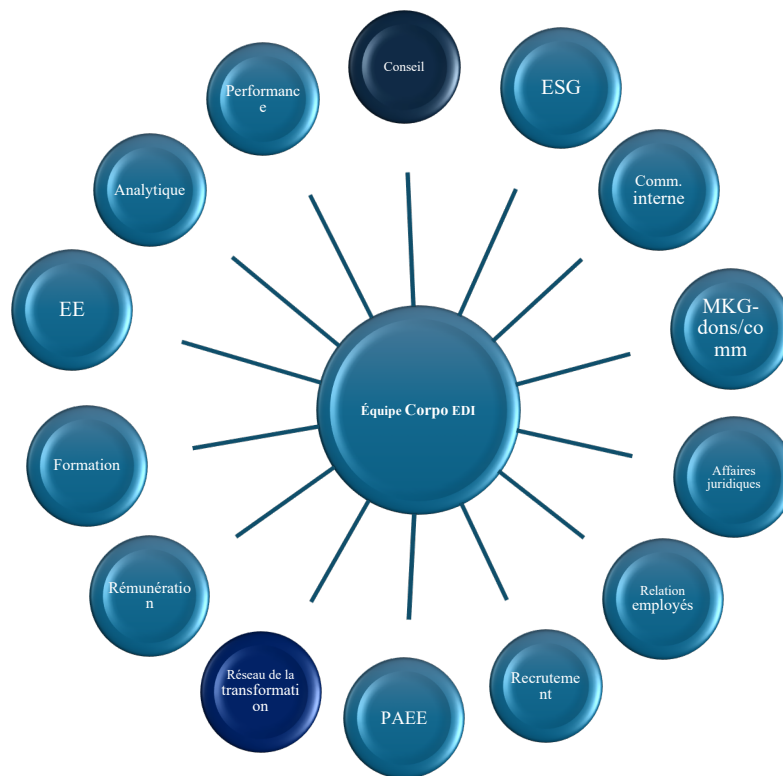 Conseil
ESG
Comm.
interne
MKG-
dons/co
mm
Affaires
juridiques
Relation
employés
Recruteme
nt
PAEE
Réseau de la
transformati
on
Rémunératio
n
Formation
EE
Analytique
Performanc
e
Équipe Corpo EDI